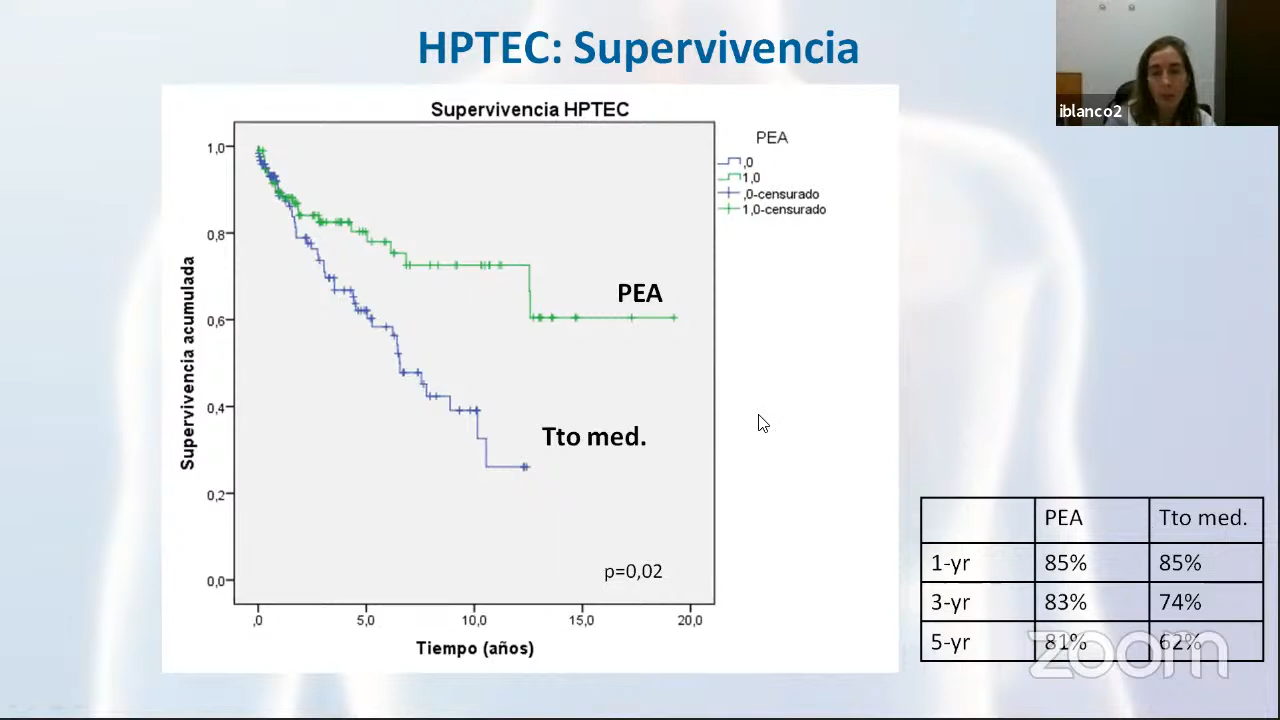 HPTEC: Supervivencia
iblanco2
Supervivencia HPTEC
PEA
,0
1,0
,0-censurado
1,0-censurado
1,0
0,8
0,6
0,4
0,2
0,0
Supervivencia acumulada
PEA
Tto med.
p=0,02
,0 5,0 10,0 15,0 20,0
Tiempo (años)
PEA Tto med.
1-yr 85% 85%
3-yr 83% 74%
5-yr 81% 62%
zoom